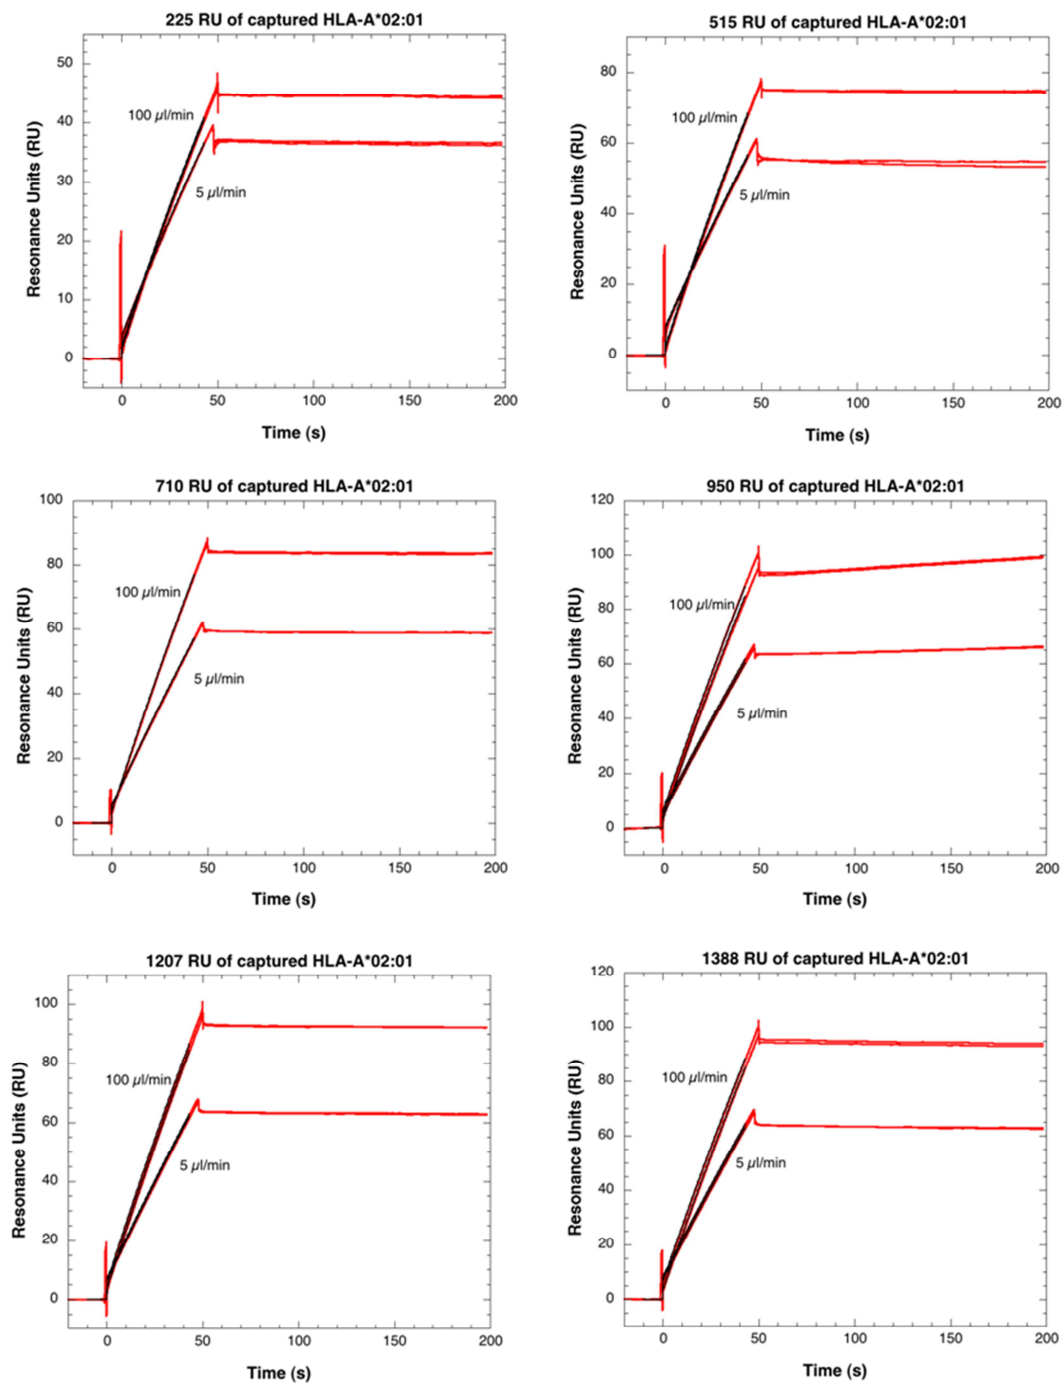 225 RU of captured HLA-A*02:01
50
40
30
20
10
0
100 µl/min
5 µl/min
Resonance Units (RU)
0
50
100
150
200
Time (s)
515 RU of captured HLA-A*02:01
80
60
40
20
0
100 µl/min
5 µl/min
Resonance Units (RU)
0
50
100
150
200
Time (s)
710 RU of captured HLA-A*02:01
100
80
60
40
20
0
100 µl/min
5 µl/min
Resonance Units (RU)
0
50
100
150
200
Time (s)
950 RU of captured HLA-A*02:01
120
100
80
60
40
20
0
100 µl/min
5 µl/min
Resonance Units (RU)
0
50
100
150
200
Time (s)
1207 RU of captured HLA-A*02:01
100
80
60
40
20
0
100 µl/min
5 µl/min
Resonance Units (RU)
0
50
100
150
200
Time (s)
1388 RU of captured HLA-A*02:01
120
100
80
60
40
20
0
100 µl/min
5 µl/min
Resonance Units (RU)
0
50
100
150
200
Time (s)